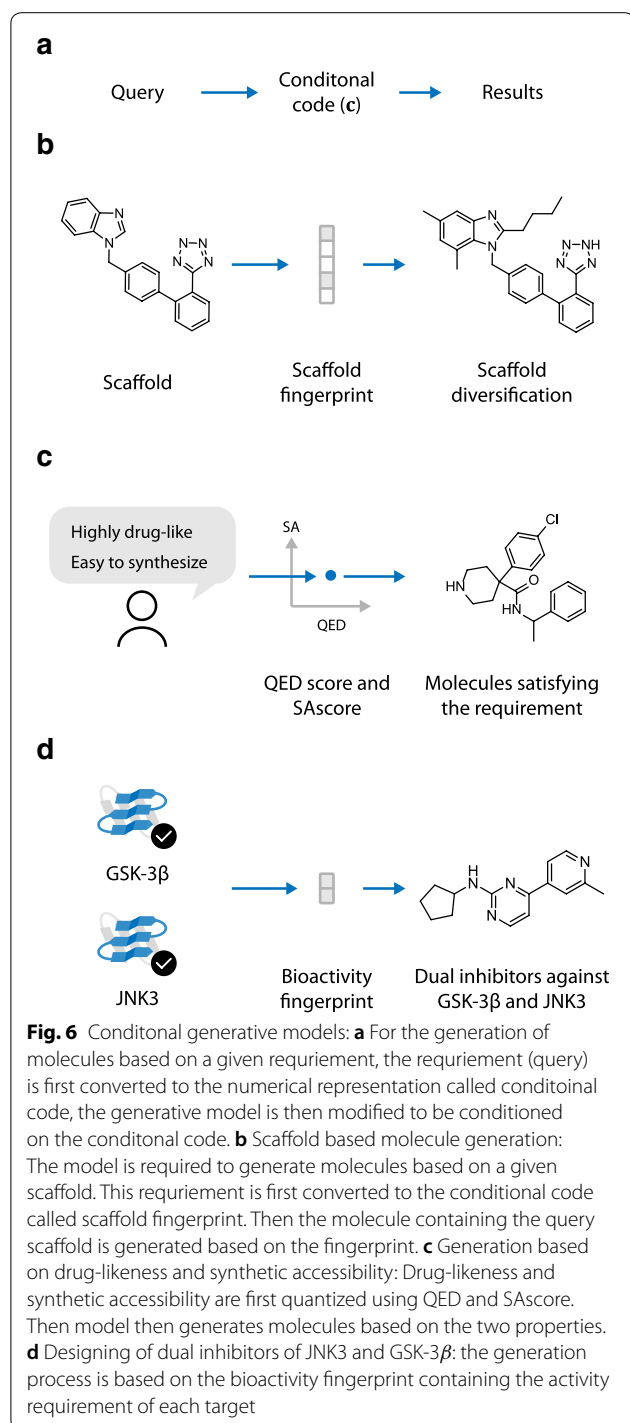 a
Query
Conditonal
code (c)
Results
b
N
N
N N
N
N
N
N
N NH
N
N
Scaffold
Scaffold
fingerprint
Scaffold
diversification
c
Highly drug-like
Easy to synthesize
SA
QED
Cl
HN
O
HN
QED score and
SAscore
Molecules satisfying
the requirement
d
GSK-3β
JNK3
H
N
N
N
N
Bioactivity
fingerprint
Dual inhibitors against
GSK-3β and JNK3
Fig. 6 Conditonal generative models: a For the generation of
molecules based on a given requriement, the requriement (query)
is first converted to the numerical representation called conditoinal
code, the generative model is then modified to be conditioned
on the conditonal code. b Scaffold based molecule generation:
The model is required to generate molecules based on a given
scaffold. This requriement is first converted to the conditional code
called scaffold fingerprint. Then the molecule containing the query
scaffold is generated based on the fingerprint. c Generation based
on drug-likeness and synthetic accessibility: Drug-likeness and
synthetic accessibility are first quantized using QED and SAscore.
Then model then generates molecules based on the two properties.
d Designing of dual inhibitors of JNK3 and GSK-3β: the generation
process is based on the bioactivity fingerprint containing the activity
requirement of each target